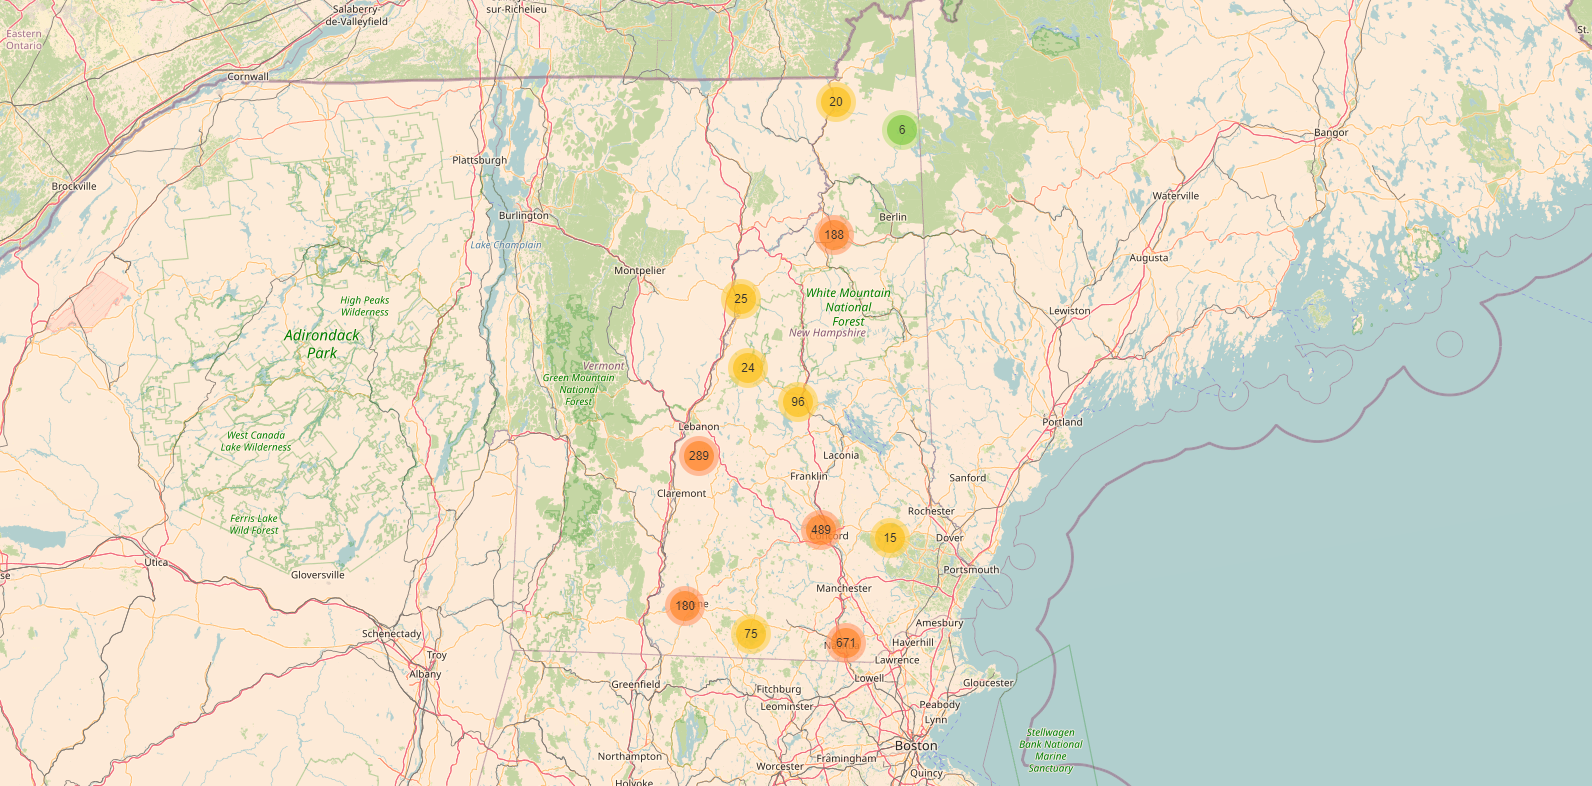 Salaberry-
de-Valleyfield
sur-Richelieu
Eastern
Ontario
St.
Cornwall
20
6
Bangor
Plattsburgh
Brockville
Waterville
Burlington
Berlin
188
Lake Champlain
Augusta
Montpelier
High Peaks
Wilderness
25
White Mountain
National
Forest
New Hampshire
Lewiston
Adirondack
Park
Vermont
24
Green Mountain
National
Forest
96
Portland
Lebanon
West Canada
Lake Wilderness
289
Laconia
Franklin
Sanford
Claremont
Rochester
Ferris Lake
Wild Forest
489
15
Dover
Utica
se
Gloversville
Portsmouth
Manchester
180
ne
Amesbury
Schenectady
75
671
Haverhill
Troy
Albany
Lawrence
Lowell
Greenfield
Gloucester
Fitchburg
Leominster
Peabody
Lynn
Stellwagen
Bank National
Marine
Sanctuary
Boston
Northampton
Worcester
Framingham
Quincy
Holyoke